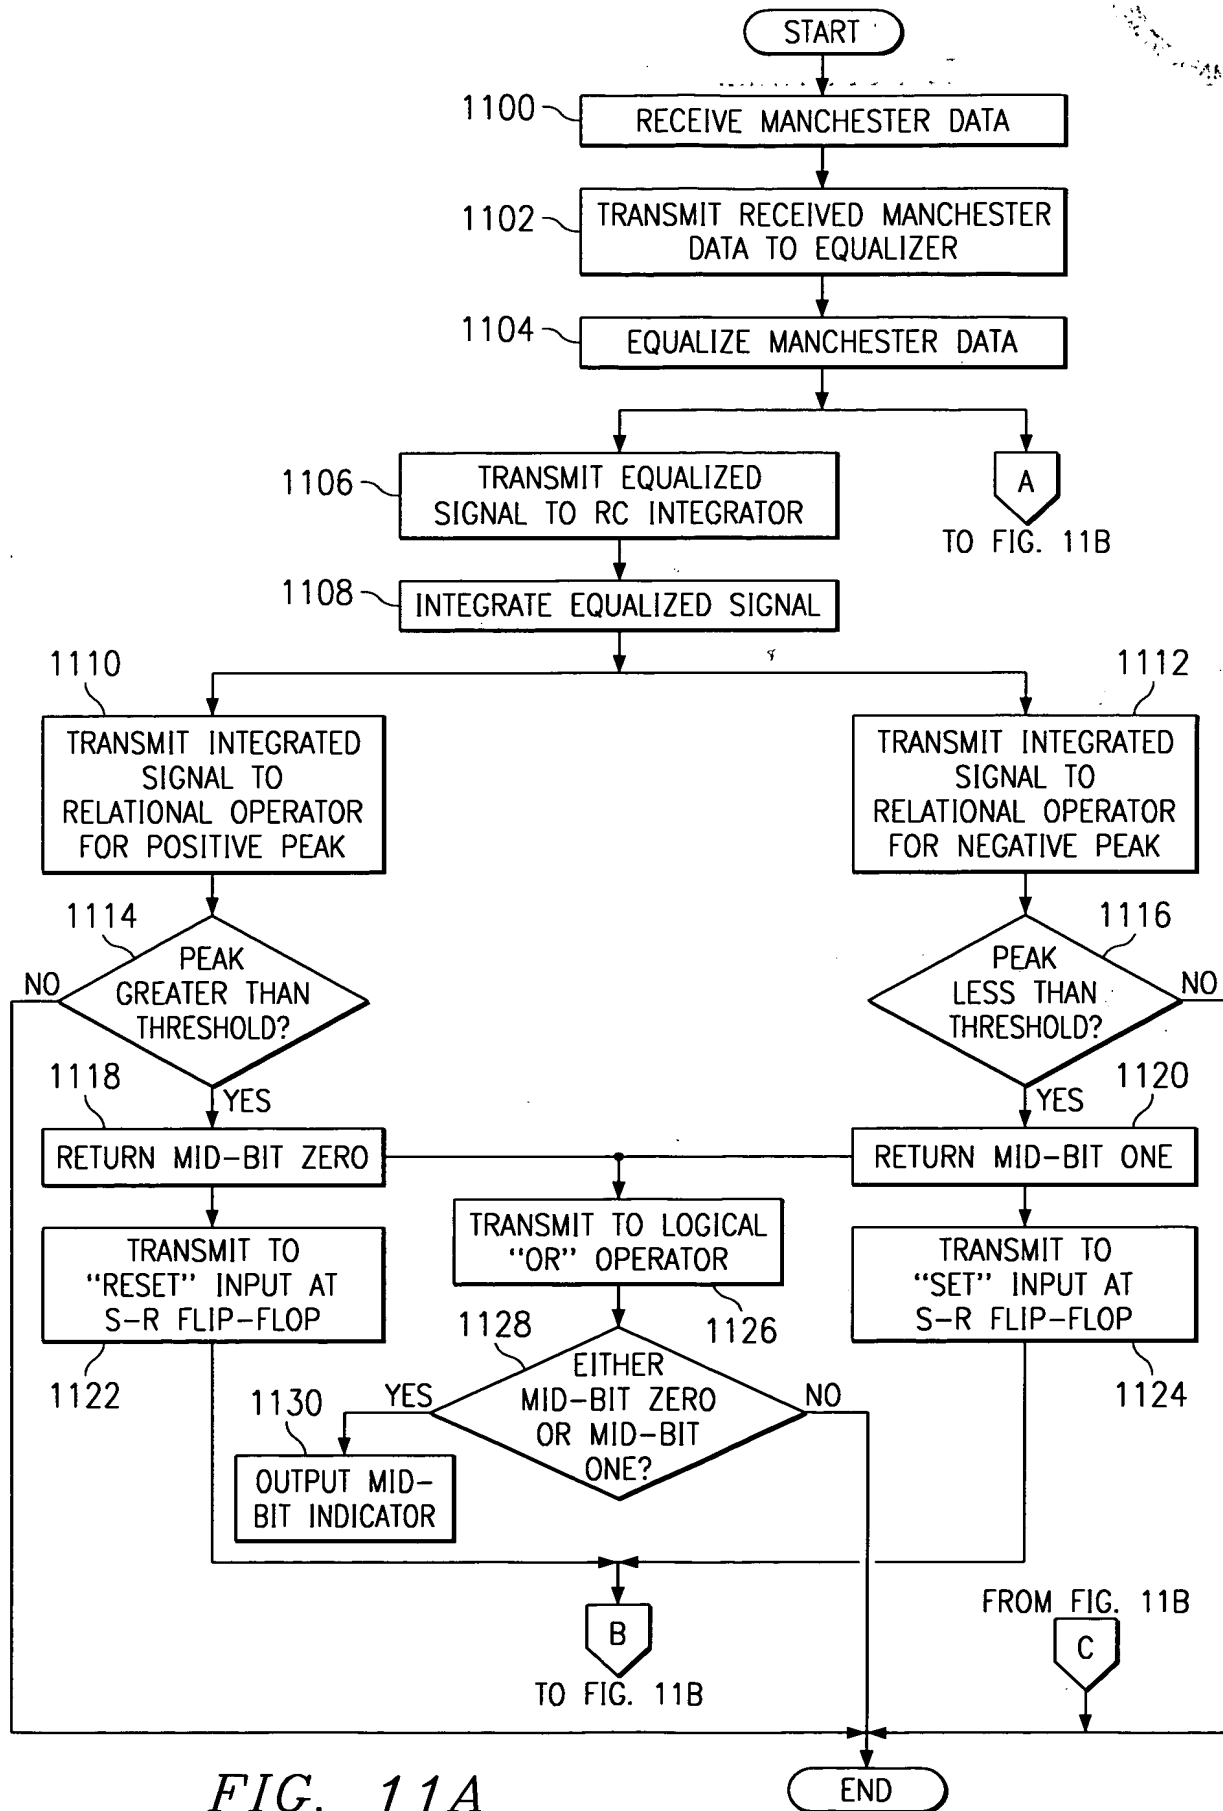 START
1100
RECEIVE MANCHESTER DATA
1102
TRANSMIT RECEIVED MANCHESTER
DATA TO EQUALIZER
1104
EQUALIZE MANCHESTER DATA
1106
TRANSMIT EQUALIZED
SIGNAL TO RC INTEGRATOR
A
TO FIG. 11B
1108
INTEGRATE EQUALIZED SIGNAL
1110
TRANSMIT INTEGRATED
SIGNAL TO
RELATIONAL OPERATOR
FOR POSITIVE PEAK
1112
TRANSMIT INTEGRATED
SIGNAL TO
RELATIONAL OPERATOR
FOR NEGATIVE PEAK
1114
PEAK
GREATER THAN
THRESHOLD?
NO
YES
1116
PEAK
LESS THAN
THRESHOLD?
NO
YES
1118
RETURN MID-BIT ZERO
1120
RETURN MID-BIT ONE
TRANSMIT TO
"RESET" INPUT AT
S-R FLIP-FLOP
1122
TRANSMIT TO LOGICAL
"OR" OPERATOR
1126
TRANSMIT TO
"SET" INPUT AT
S-R FLIP-FLOP
1124
1128
EITHER
MID-BIT ZERO
OR MID-BIT
ONE?
YES
NO
1130
OUTPUT MID-
BIT INDICATOR
B
TO FIG. 11B
FROM FIG. 11B
C
END
FIG. 11A